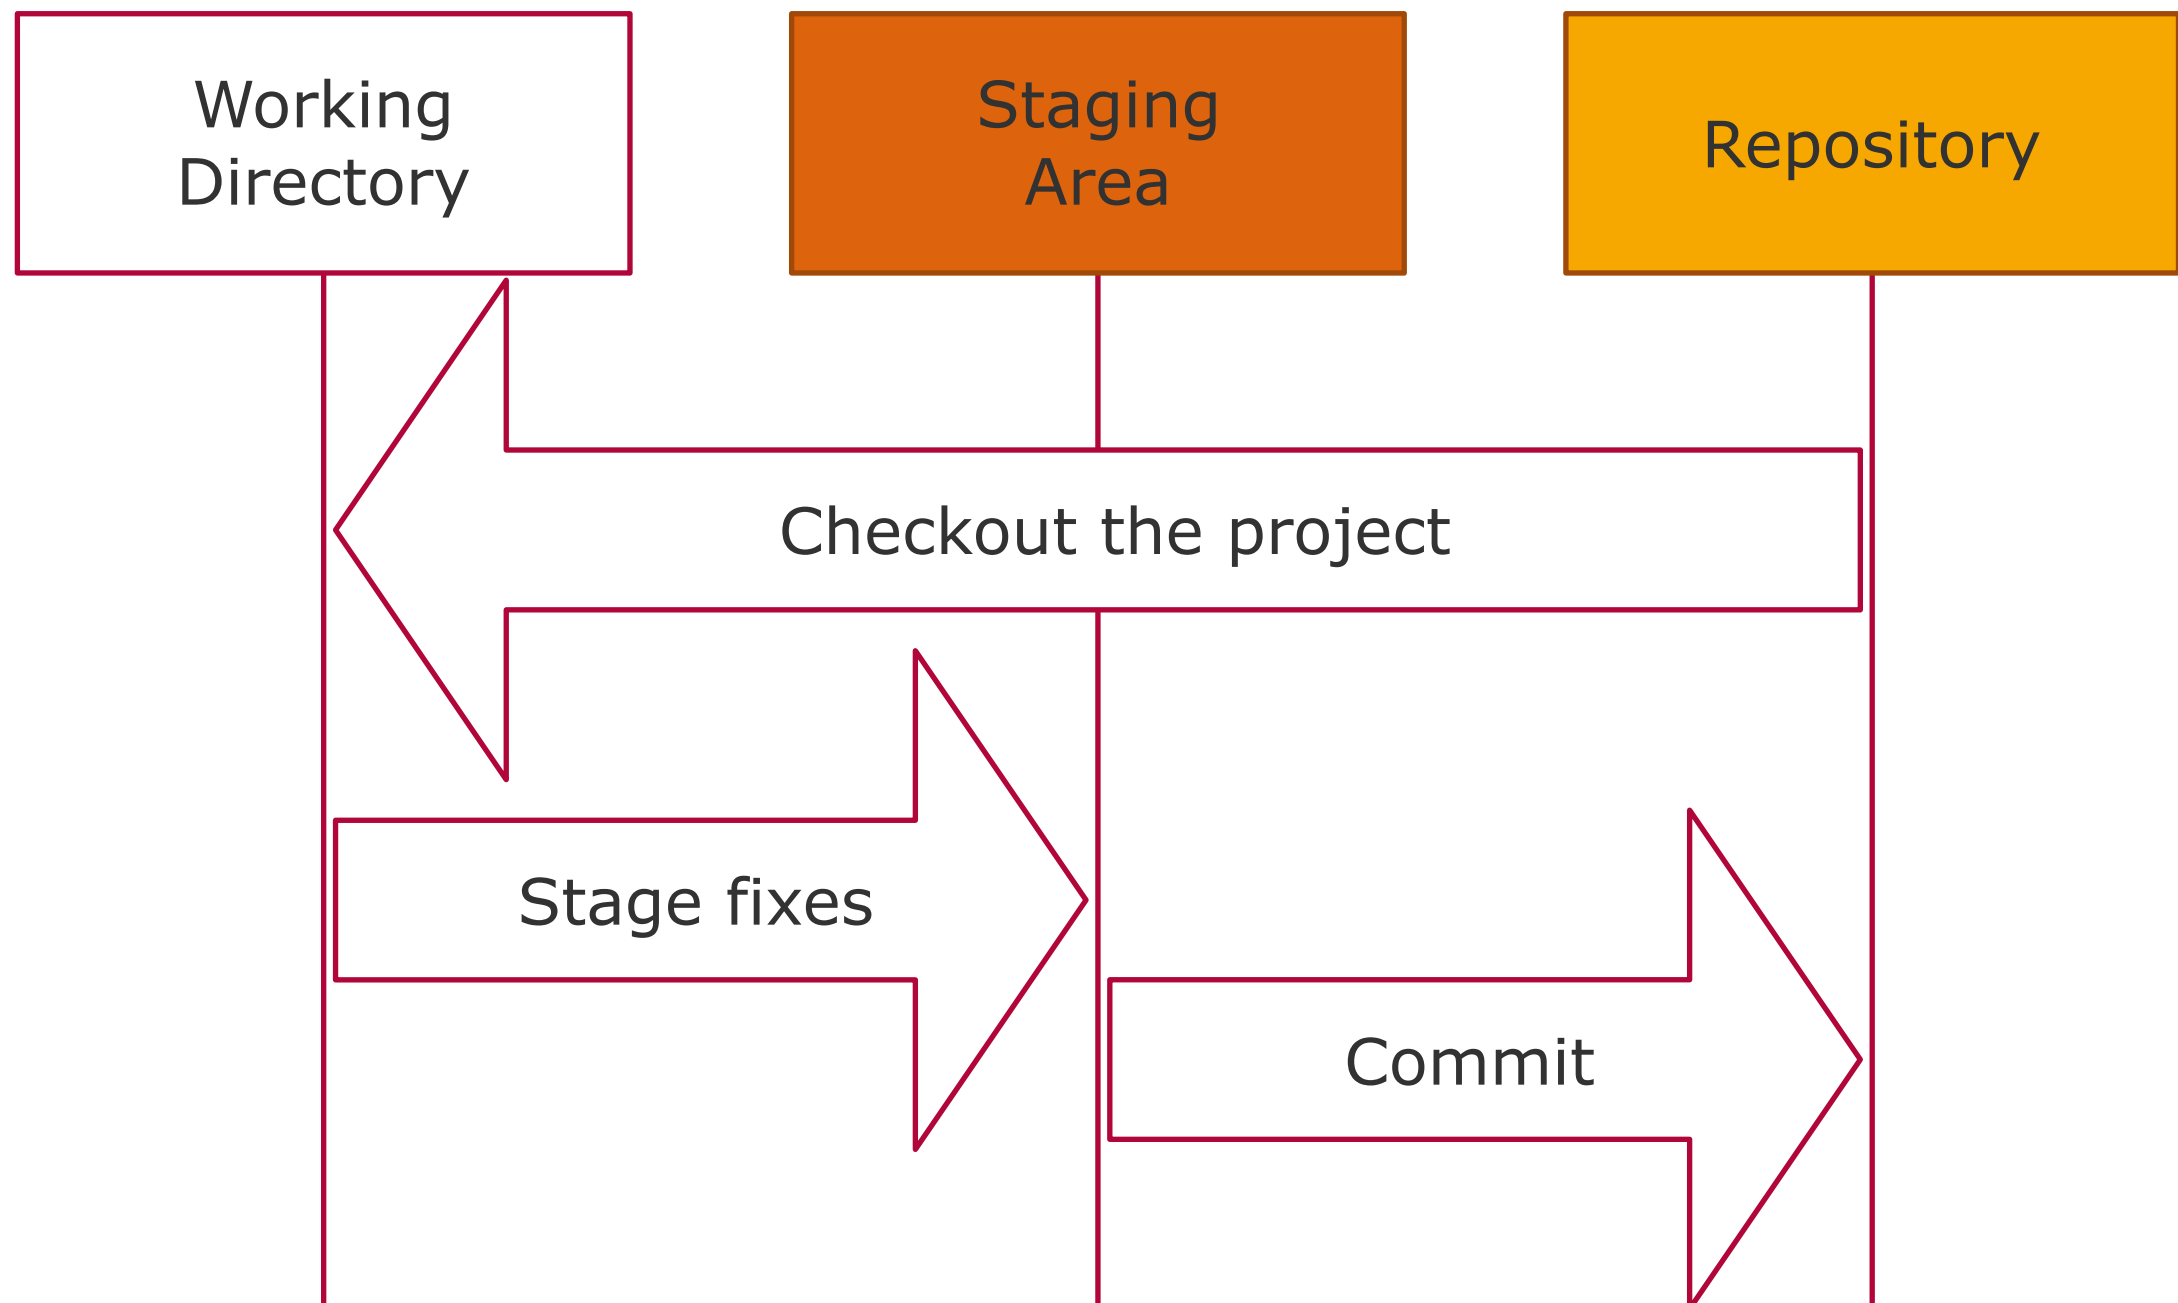 Working
Directory
Staging
Area
Repository
Checkout the project
Stage fixes
Commit